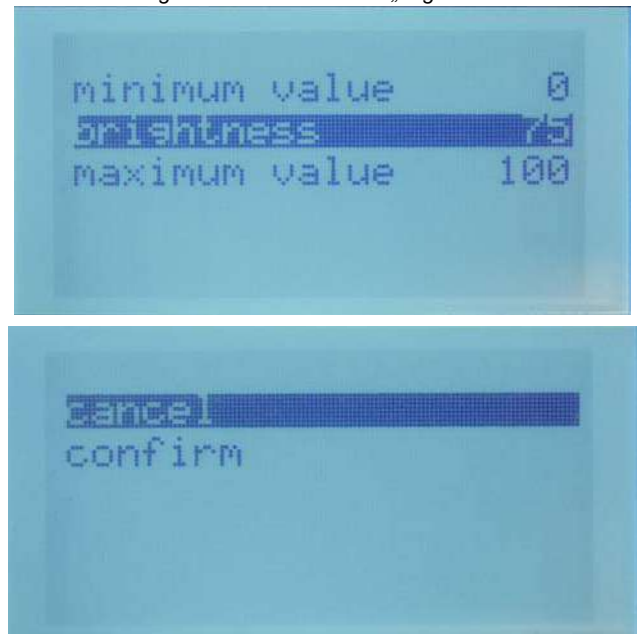 minimum value 0
brightness 75
maximum value 100
cancel
confirm